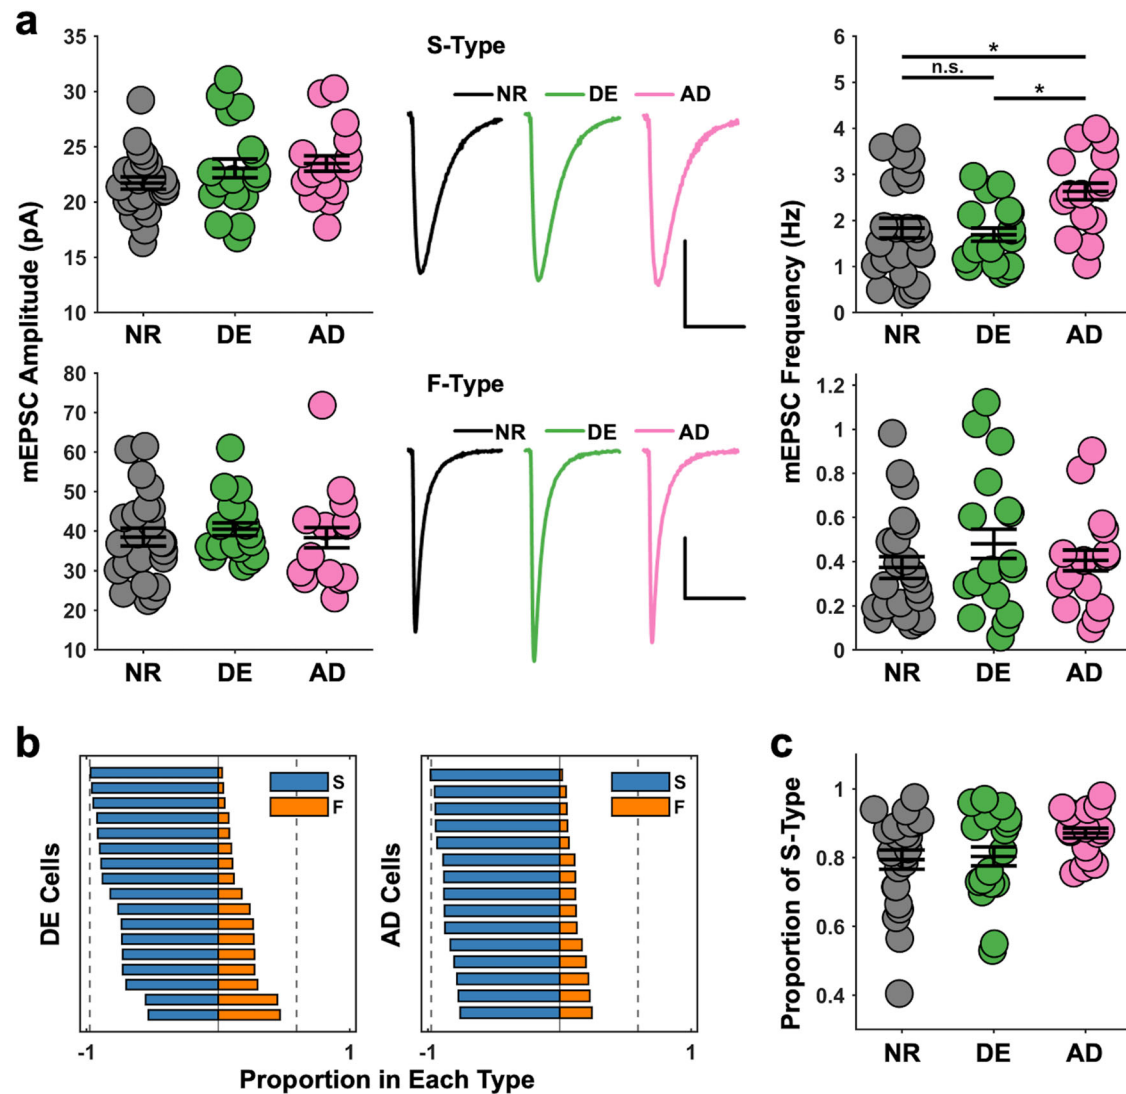 a
mEPSC Amplitude (pA)
35
30
25
20
15
10
NR DE AD
S-Type
NR DE AD
mEPSC Frequency (Hz)
6
5
4
3
2
1
0
*
n.s.
*
NR DE AD
80
70
60
50
40
30
20
10
NR DE AD
F-Type
NR DE AD
1.2
1
0.8
0.6
0.4
0.2
0
NR DE AD
b
DE Cells
S
F
-1 1
AD Cells
S
F
-1 1
Proportion in Each Type
c
Proportion of S-Type
1
0.8
0.6
0.4
NR DE AD